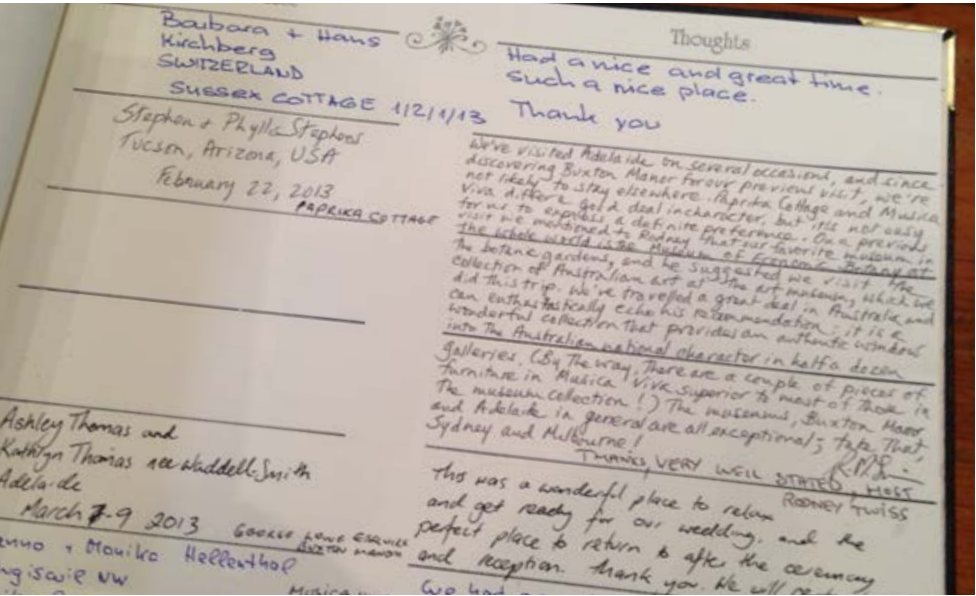 Thoughts
Barbara + Hans
Kirchberg
SWITZERLAND
SUSSEX COTTAGE 1/2/1/13
Had a nice and great time.
Such a nice place.
Thank you
Stephen + Phyllis Stephens
Tucson, Arizona, USA
February 22, 2013
PAPRIKA COTTAGE
We've visited Adelaide on several occasions, and since
discovering Buxton Manor for our previous visit, we're
not likely to stay elsewhere. Paprika Cottage and Musica
Viva differ a gold deal in character, but it's not easy
for us to express a definite preference. On a previous
visit we mentioned to Rodney that our favorite museum in
the whole world is the Museum of Economic Botany at
the botanic gardens, and he suggested we visit the
collection of Australian art at the art museum, which we
did this trip. We've travelled a great deal in Australia and
can enthusiastically echo his recommendation: it is a
wonderful collection that provides an authentic window
into the Australian national character in half a dozen
galleries. (By the way, there are a couple of pieces of
furniture in Musica Viva superior to most of those in
the museum collection!) The museums, Buxton Manor
and Adelaide in general are all exceptional; take that,
Sydney and Melbourne!
THANKS, VERY WELL STATED, HOST
RODNEY TWISS
Ashley Thomas and
Kathlyn Thomas nee Waddell-Smith
Adelaide
March 7-9 2013
GEORGE LOWE ESQUIRE
BUXTON MANOR
This was a wonderful place to relax
and get ready for our wedding, and the
perfect place to return to after the ceremony
and reception. Thank you. We will
+ Monika Hellenthal
NW
Musica
We had